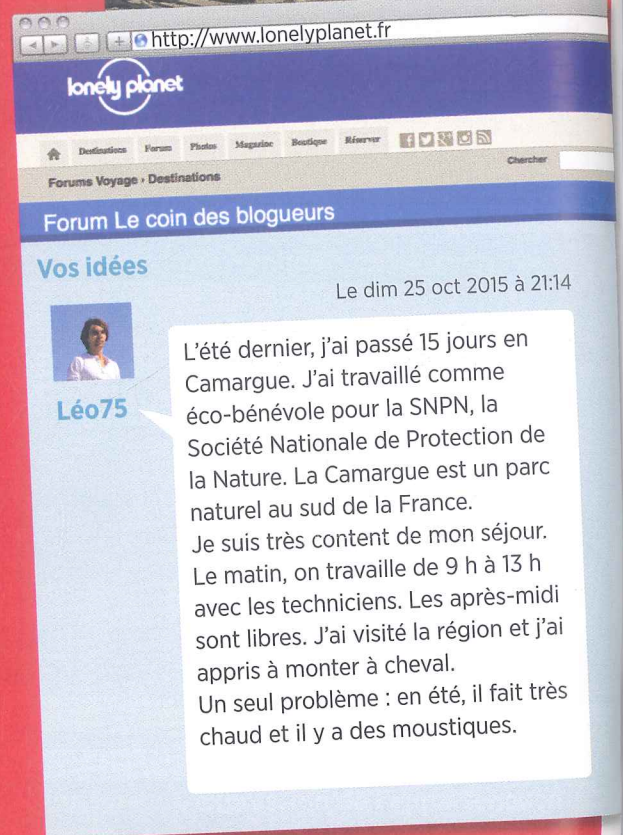 http://www.lonelyplanet.fr
lonely planet
Destinations Forum Photos Magazine Boutique Réserver
Chercher
Forums Voyage › Destinations
Forum Le coin des blogueurs
Vos idées
Le dim 25 oct 2015 à 21:14
Léo75
L'été dernier, j'ai passé 15 jours en
Camargue. J'ai travaillé comme
éco-bénévole pour la SNPN, la
Société Nationale de Protection de
la Nature. La Camargue est un parc
naturel au sud de la France.
Je suis très content de mon séjour.
Le matin, on travaille de 9 h à 13 h
avec les techniciens. Les après-midi
sont libres. J'ai visité la région et j'ai
appris à monter à cheval.
Un seul problème : en été, il fait très
chaud et il y a des moustiques.